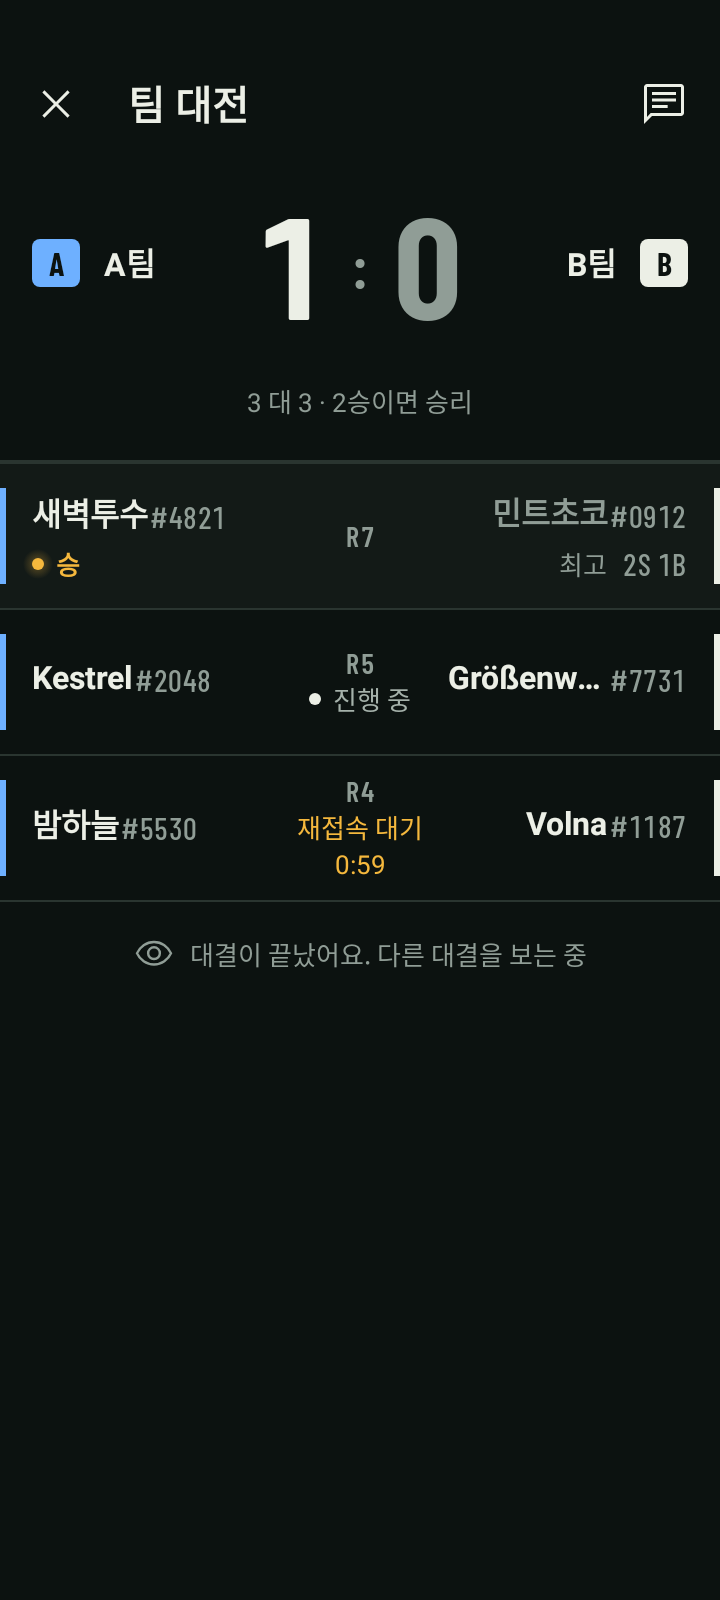 팀 대전
A A팀 1 : 0 B팀 B
3 대 3 · 2승이면 승리
새벽투수#4821 R7 민트초코#0912
승 최고 2S 1B
Kestrel#2048 R5 Größenw... #7731
진행 중
밤하늘#5530 R4 Volna#1187
재접속 대기
0:59
대결이 끝났어요. 다른 대결을 보는 중